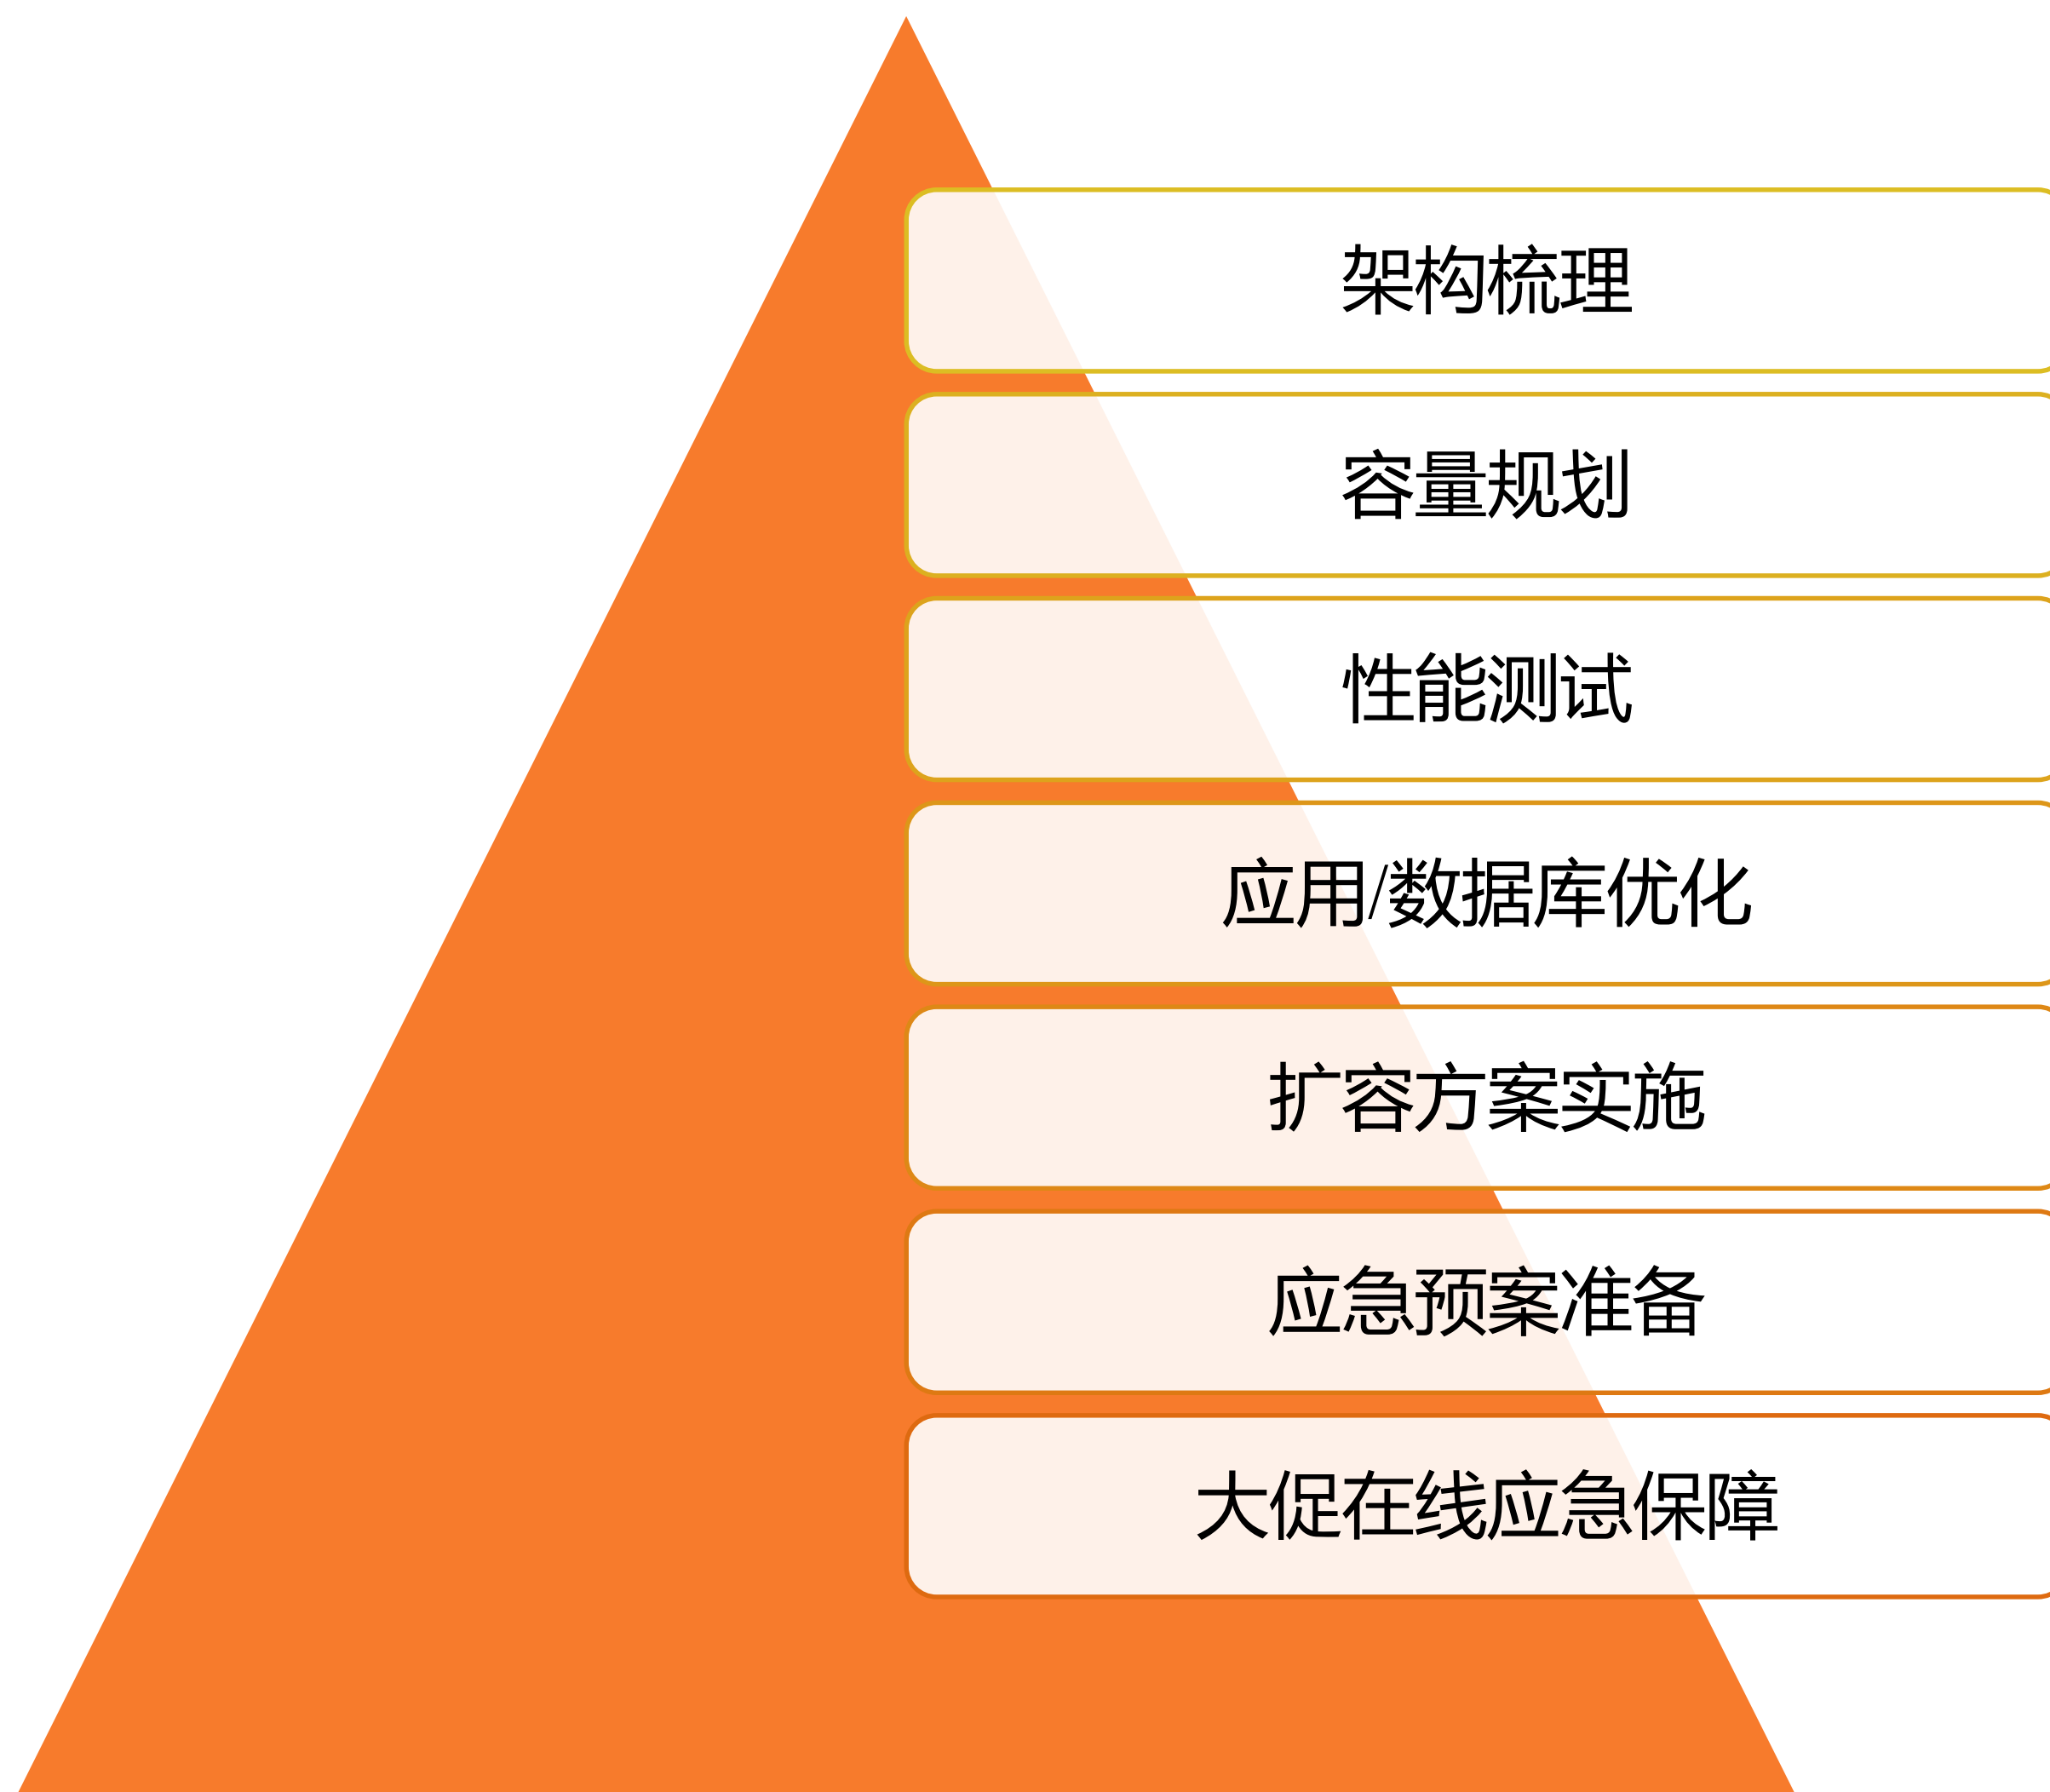 架构梳理
容量规划
性能测试
应用/数据库优化
扩容方案实施
应急预案准备
大促在线应急保障